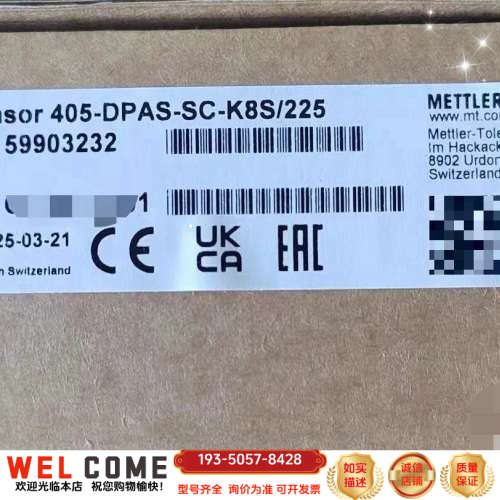 nsor 405-DPAS-SC-K8S/225
59903232
1
25-03-21
n Switzerland
CE
UK
CA
EAC
METTLER
www.mt.co
Mettler-Tole
Im Hackack
8902 Urdor
Switzerland
WEL COME
欢迎光临本店 祝您购物愉快!
193-5057-8428
型号齐全 询价为准 可开发票
如实
描述
诚信
店铺
品质
保障